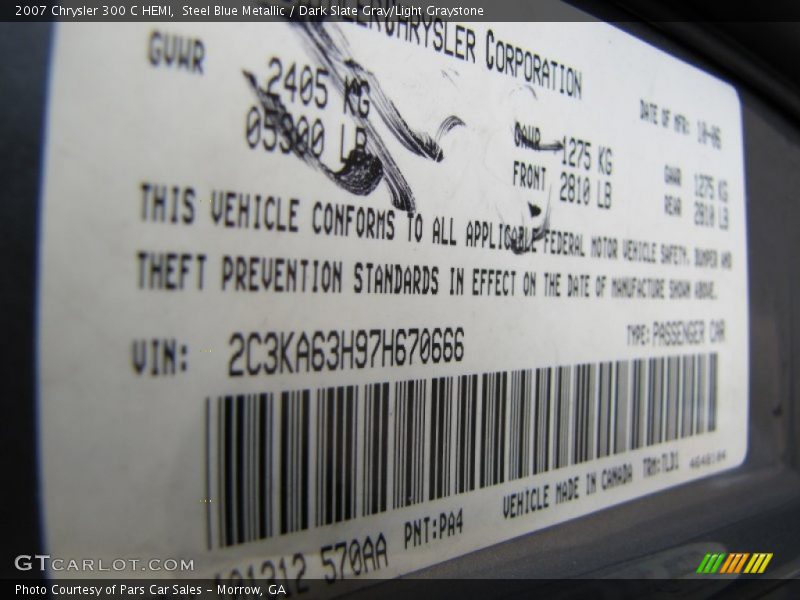 2007 Chrysler 300 C HEMI, Steel Blue Metallic / Dark Slate Gray/Light Graystone
CORPORATION
GVWR
2405 KG
05300 LB
DATE OF MFR: 10-06
GAWR 1275 KG
FRONT 2810 LB
GAWR 1275 KG
REAR 2810 LB
THIS VEHICLE CONFORMS TO ALL APPLICABLE FEDERAL MOTOR VEHICLE SAFETY, BUMPER AND
THEFT PREVENTION STANDARDS IN EFFECT ON THE DATE OF MANUFACTURE SHOWN ABOVE.
VIN: 2C3KA63H97H670666
TYPE: PASSENGER CAR
VEHICLE MADE IN CANADA TRM:TLD1
PNT:PA4
570AA
GTCARLOT.COM
Photo Courtesy of Pars Car Sales - Morrow, GA